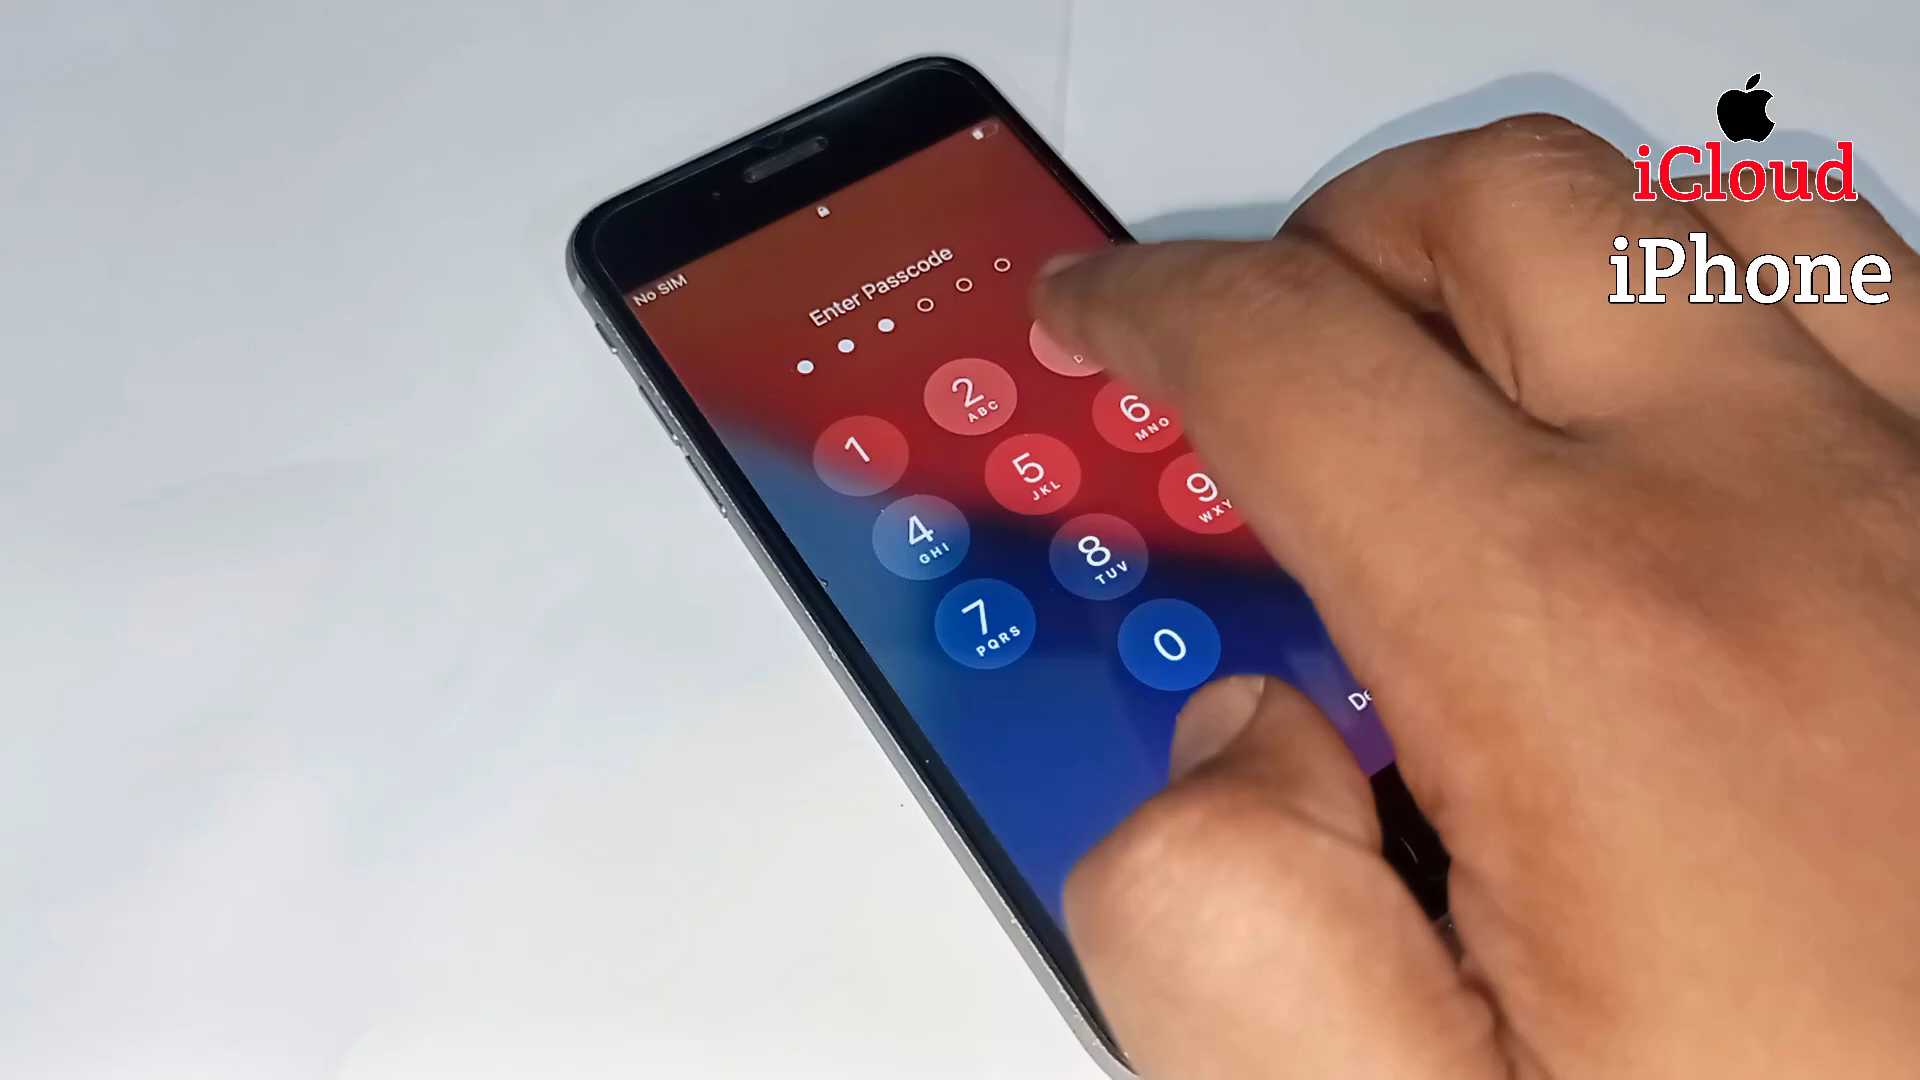 iCloud
iPhone
No SIM
Enter Passcode
1
2
ABC
4
GHI
5
JKL
6
MNO
7
PQRS
8
TUV
9
0